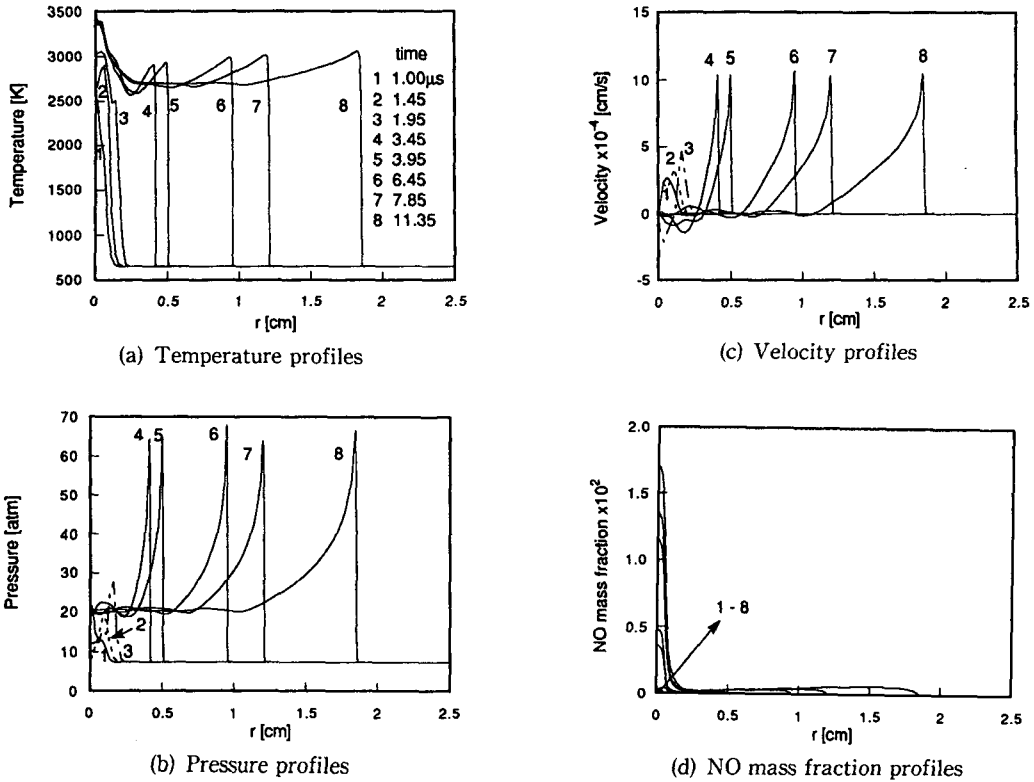 3500
3000
2500
2000
1500
1000
500
Temperature [K]
time
1 1.00µs
2 1.45
3 1.95
4 3.45
5 3.95
6 6.45
7 7.85
8 11.35
1
2
3
4
5
6
7
8
0 0.5 1 1.5 2 2.5
r [cm]
(a) Temperature profiles
15
10
5
0
-5
Velocity x10⁻⁴ [cm/s]
4 5 6 7 8
2 3
1
0 0.5 1 1.5 2 2.5
r [cm]
(c) Velocity profiles
70
60
50
40
30
20
10
0
Pressure [atm]
4 5 6 7 8
2
1 3
0 0.5 1 1.5 2 2.5
r [cm]
(b) Pressure profiles
2.0
1.5
1.0
0.5
0
NO mass fraction x10²
1 - 8
0 0.5 1 1.5 2 2.5
r [cm]
(d) NO mass fraction profiles